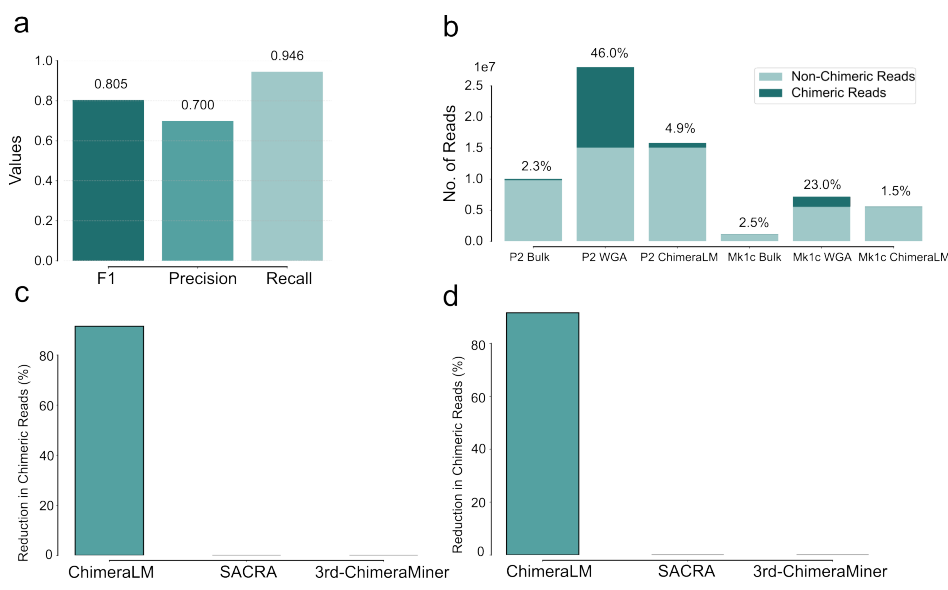 a
Values
1.0
0.8
0.6
0.4
0.2
0.0
0.805
0.700
0.946
F1 Precision Recall
b
No. of Reads
1e7
2.5
2.0
1.5
1.0
0.5
0.0
2.3%
46.0%
4.9%
2.5%
23.0%
1.5%
Non-Chimeric Reads
Chimeric Reads
P2 Bulk P2 WGA P2 ChimeraLM Mk1c Bulk Mk1c WGA Mk1c ChimeraLM
c
Reduction in Chimeric Reads (%)
80
60
40
20
0
ChimeraLM SACRA 3rd-ChimeraMiner
d
Reduction in Chimeric Reads (%)
80
60
40
20
0
ChimeraLM SACRA 3rd-ChimeraMiner